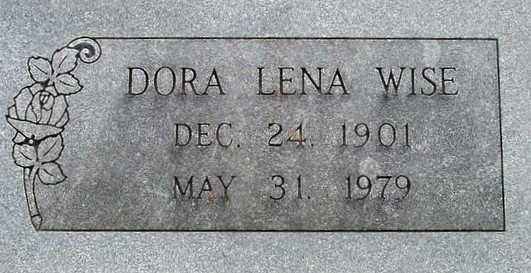 DORA LENA WISE
DEC. 24. 1901
MAY 31. 1979